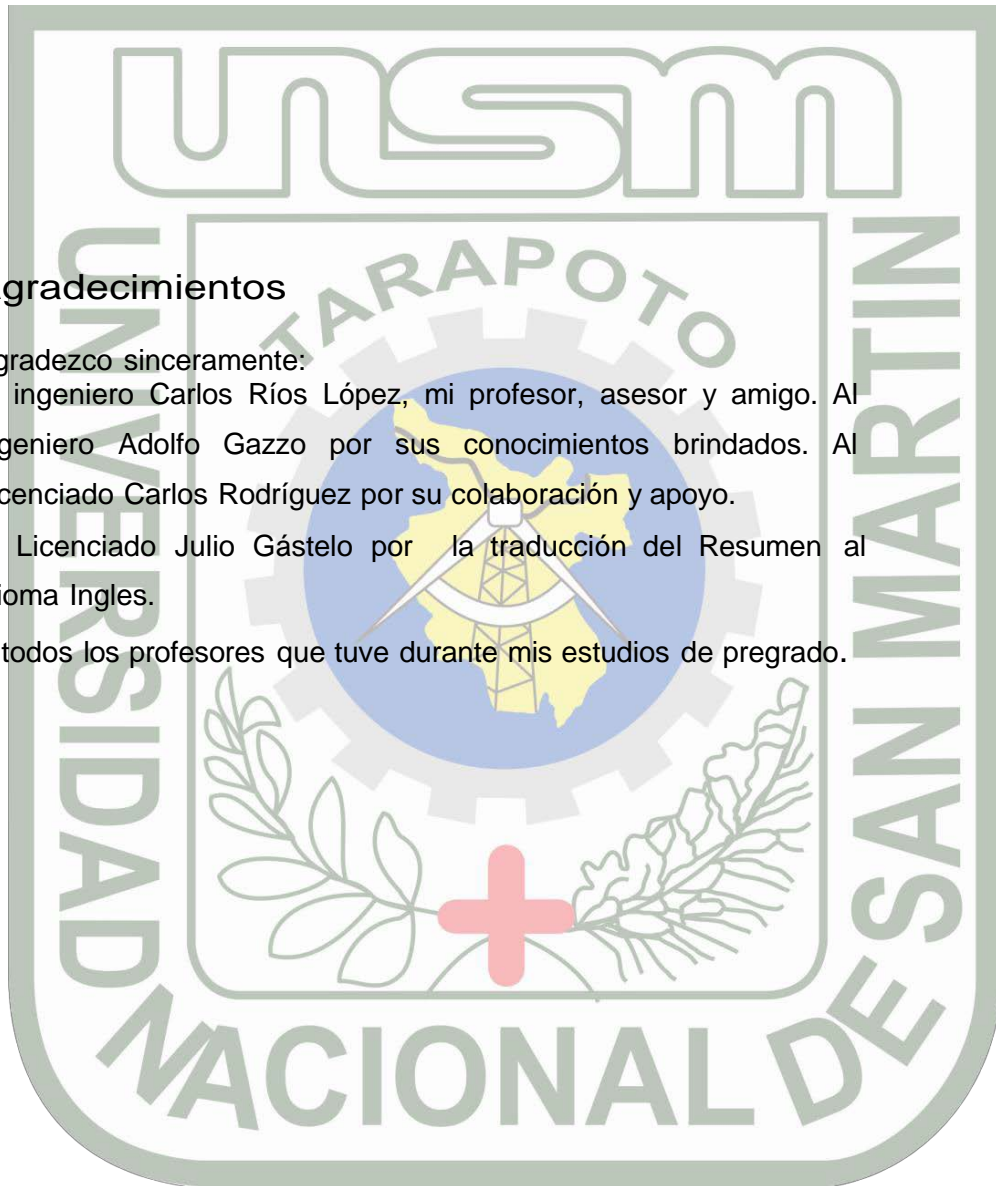 unsm
TARAPOTO
UNIVERSIDAD NACIONAL DE SAN MARTIN
gradecimientos
gradezco sinceramente:
ingeniero Carlos Ríos López, mi profesor, asesor y amigo. Al
geniero Adolfo Gazzo por sus conocimientos brindados. Al
cenciado Carlos Rodríguez por su colaboración y apoyo.
Licenciado Julio Gástelo por la traducción del Resumen al
ioma Ingles.
todos los profesores que tuve durante mis estudios de pregrado.